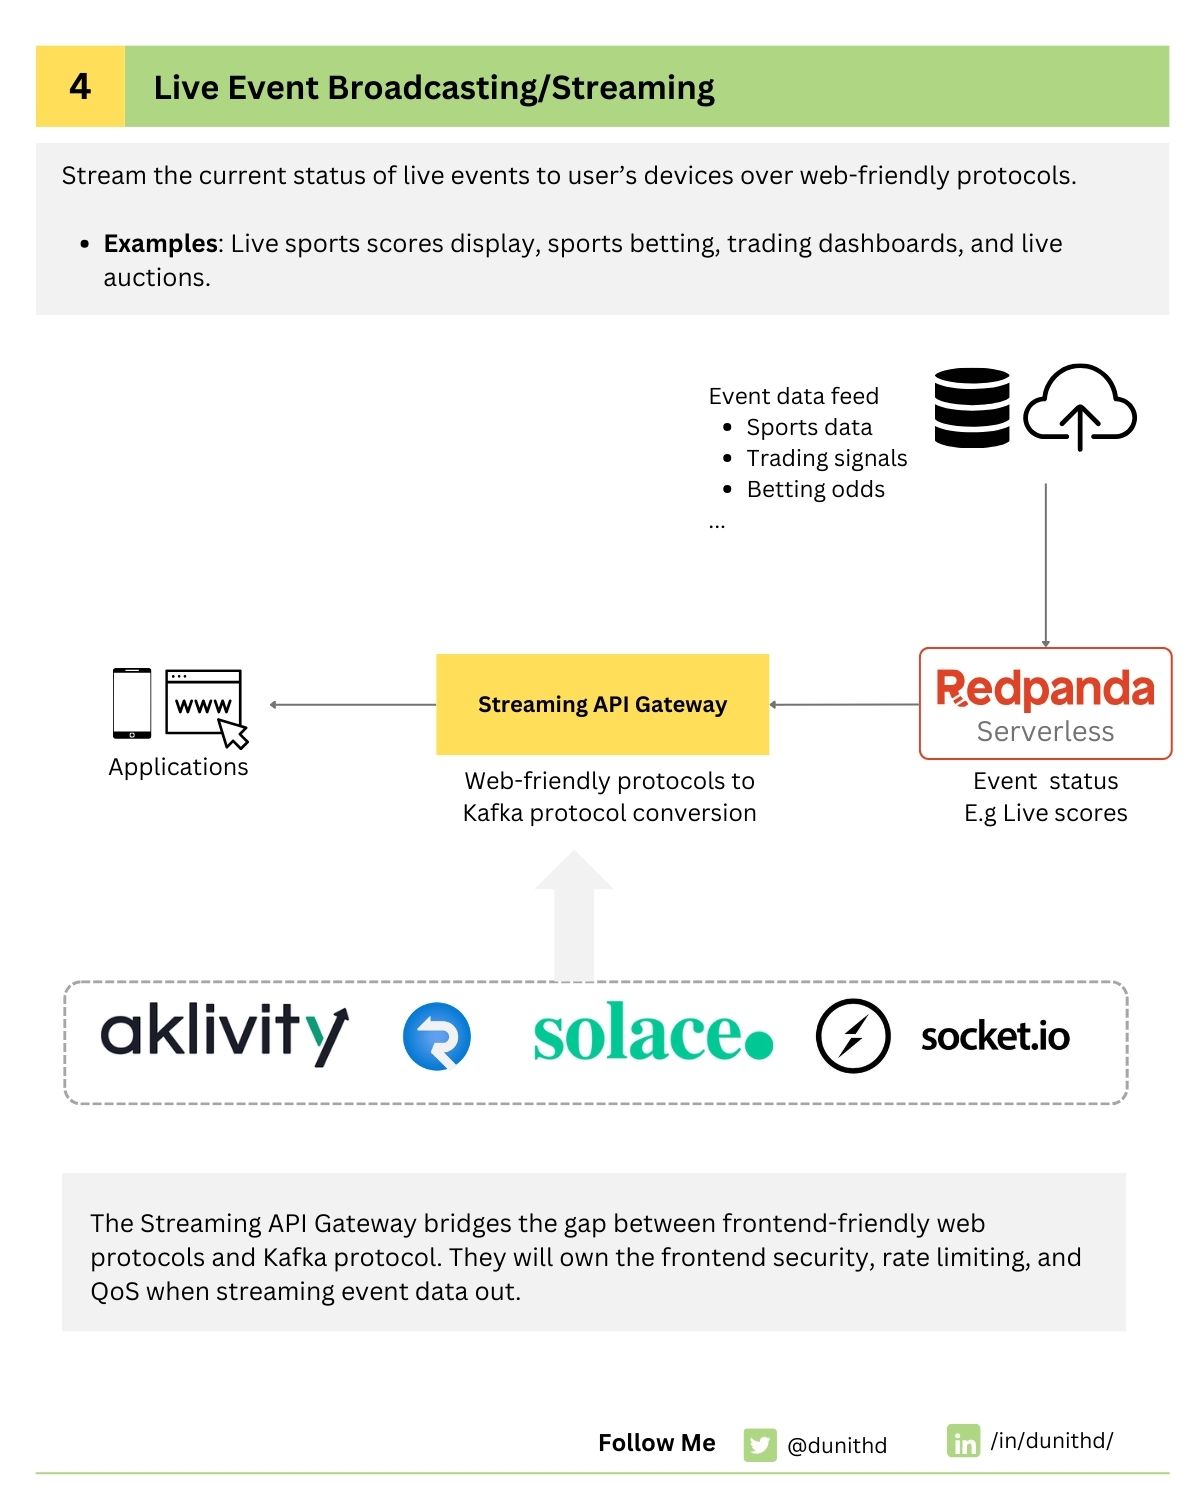 4
Live Event Broadcasting/Streaming
Stream the current status of live events to user’s devices over web-friendly protocols.
• Examples: Live sports scores display, sports betting, trading dashboards, and live
auctions.
Event data feed
• Sports data
• Trading signals
• Betting odds
...
www
Applications
Streaming API Gateway
Web-friendly protocols to
Kafka protocol conversion
Redpanda
Serverless
Event  status
E.g Live scores
aklivity
solace.
socket.io
The Streaming API Gateway bridges the gap between frontend-friendly web
protocols and Kafka protocol. They will own the frontend security, rate limiting, and
QoS when streaming event data out.
Follow Me
@dunithd
in
/in/dunithd/